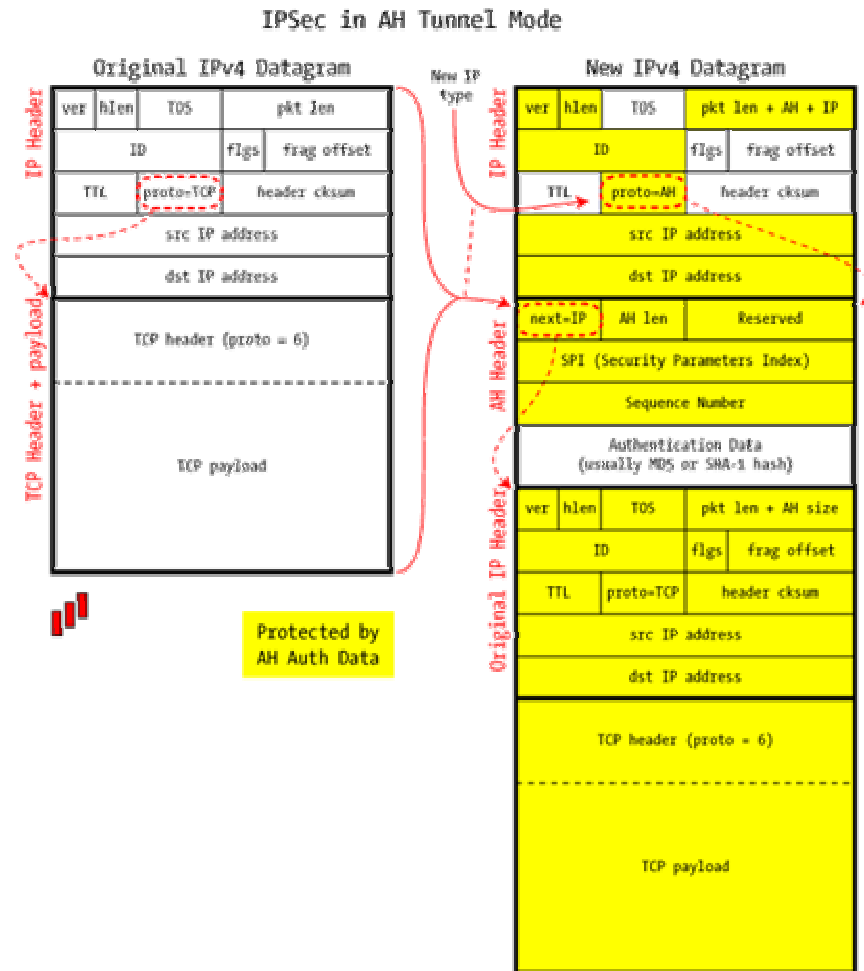 IPSec in AH Tunnel Mode
Original IPv4 Datagram
IP Header
ver hlen TOS pkt len
ID flgs frag offset
TTL proto=TCP header cksum
src IP address
dst IP address
TCP Header + payload
TCP header (proto = 6)
TCP payload
New IP
type
New IPv4 Datagram
IP Header
ver hlen TOS pkt len + AH + IP
ID flgs frag offset
TTL proto=AH header cksum
src IP address
dst IP address
AH Header
next=IP AH len Reserved
SPI (Security Parameters Index)
Sequence Number
Authentication Data
(usually MD5 or SHA-1 hash)
Original IP Header
ver hlen TOS pkt len + AH size
ID flgs frag offset
TTL proto=TCP header cksum
src IP address
dst IP address
TCP header (proto = 6)
TCP payload
Protected by
AH Auth Data